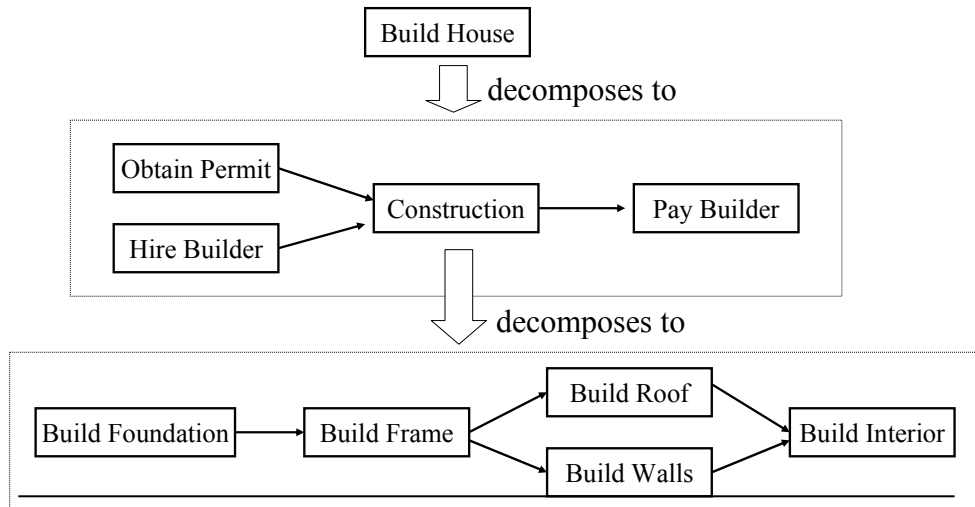 Build House
decomposes to
Obtain Permit
Construction
Pay Builder
Hire Builder
decomposes to
Build Roof
Build Foundation
Build Frame
Build Interior
Build Walls